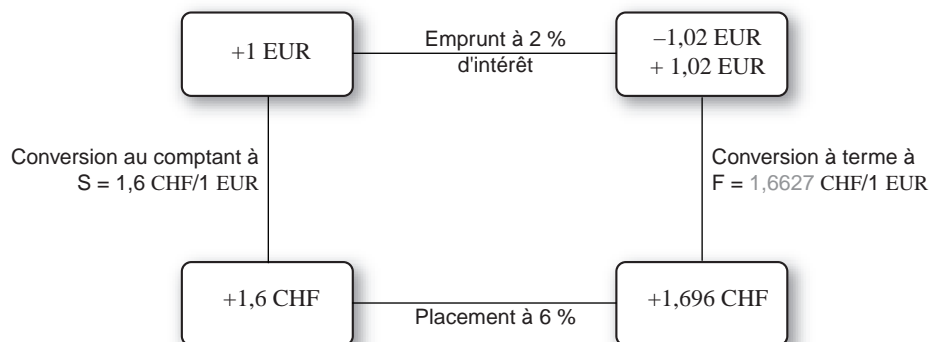 +1 EUR
Emprunt à 2 %
d'intérêt
–1,02 EUR
+ 1,02 EUR
Conversion au comptant à
S = 1,6 CHF/1 EUR
Conversion à terme à
F = 1,6627 CHF/1 EUR
+1,6 CHF
Placement à 6 %
+1,696 CHF